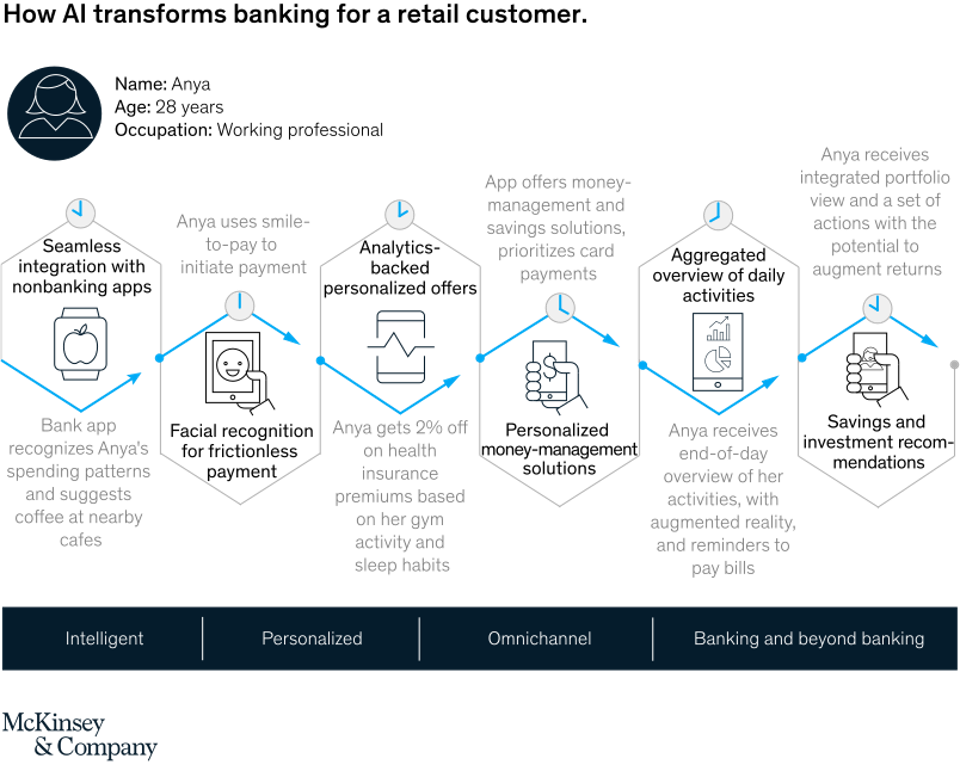 How AI transforms banking for a retail customer.
Name: Anya
Age: 28 years
Occupation: Working professional
Seamless
integration with
nonbanking apps
Bank app
recognizes Anya's
spending patterns
and suggests
coffee at nearby
cafes
Anya uses smile-
to-pay to
initiate payment
Facial recognition
for frictionless
payment
Analytics-
backed
personalized offers
Anya gets 2% off
on health
insurance
premiums based
on her gym
activity and
sleep habits
App offers money-
management and
savings solutions,
prioritizes card
payments
Personalized
money-management
solutions
Aggregated
overview of daily
activities
Anya receives
end-of-day
overview of her
activities, with
augmented reality,
and reminders to
pay bills
Anya receives
integrated portfolio
view and a set of
actions with the
potential to
augment returns
Savings and
investment recom-
mendations
Intelligent
Personalized
Omnichannel
Banking and beyond banking
McKinsey
& Company